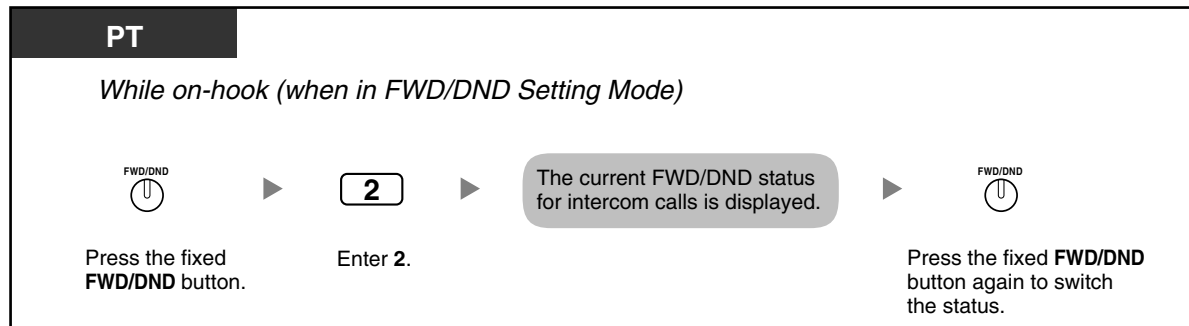 PT
While on-hook (when in FWD/DND Setting Mode)
FWD/DND
2
The current FWD/DND status
for intercom calls is displayed.
FWD/DND
Press the fixed
FWD/DND button.
Enter 2.
Press the fixed FWD/DND
button again to switch
the status.